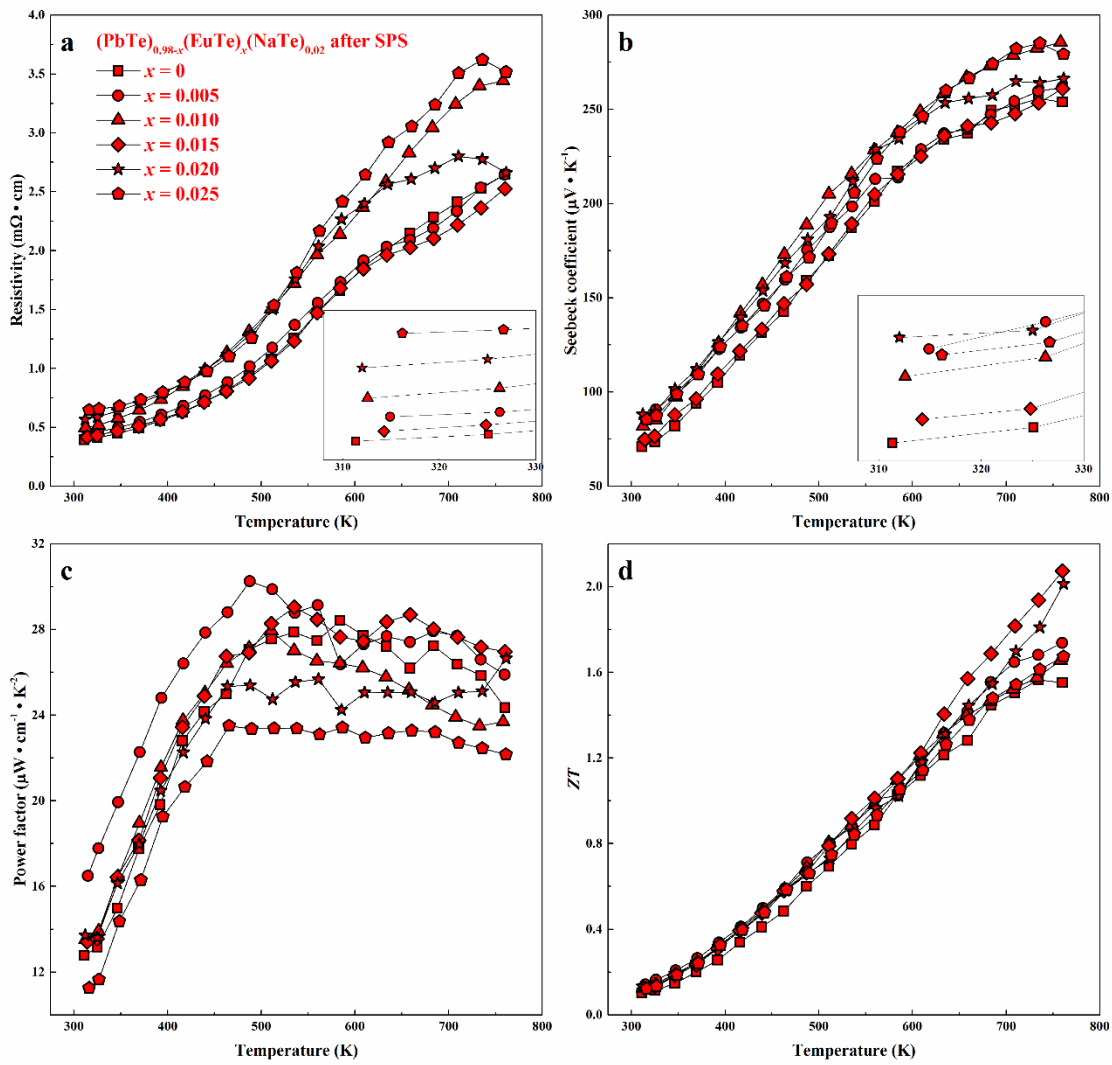 a
(PbTe)0.98-x(EuTe)x(NaTe)0.02 after SPS
x = 0
x = 0.005
x = 0.010
x = 0.015
x = 0.020
x = 0.025
4.0
3.5
3.0
2.5
2.0
1.5
1.0
0.5
0.0
Resistivity (mΩ • cm)
310 320 330
300 400 500 600 700 800
Temperature (K)
b
300
250
200
150
100
50
Seebeck coefficient (μV • K-1)
310 320 330
300 400 500 600 700 800
Temperature (K)
c
32
28
24
20
16
12
Power factor (μW • cm-1 • K-2)
300 400 500 600 700 800
Temperature (K)
d
2.0
1.6
1.2
0.8
0.4
0.0
ZT
300 400 500 600 700 800
Temperature (K)